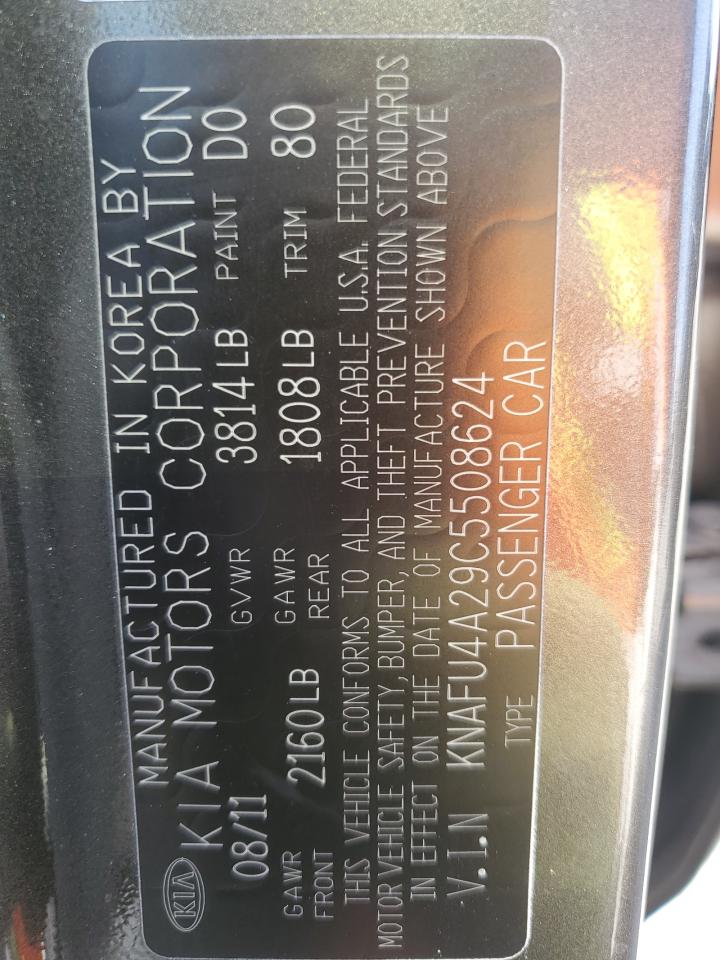 MANUFACTURED IN KOREA BY
KIA KIA MOTORS CORPORATION
08/11 GVWR 3814LB PAINT D0
GAWR FRONT 2160LB GAWR REAR 1808LB TRIM 80
THIS VEHICLE CONFORMS TO ALL APPLICABLE U.S.A. FEDERAL
MOTOR VEHICLE SAFETY, BUMPER, AND THEFT PREVENTION STANDARDS
IN EFFECT ON THE DATE OF MANUFACTURE SHOWN ABOVE
V.I.N KNAFU4A29C5508624
TYPE PASSENGER CAR